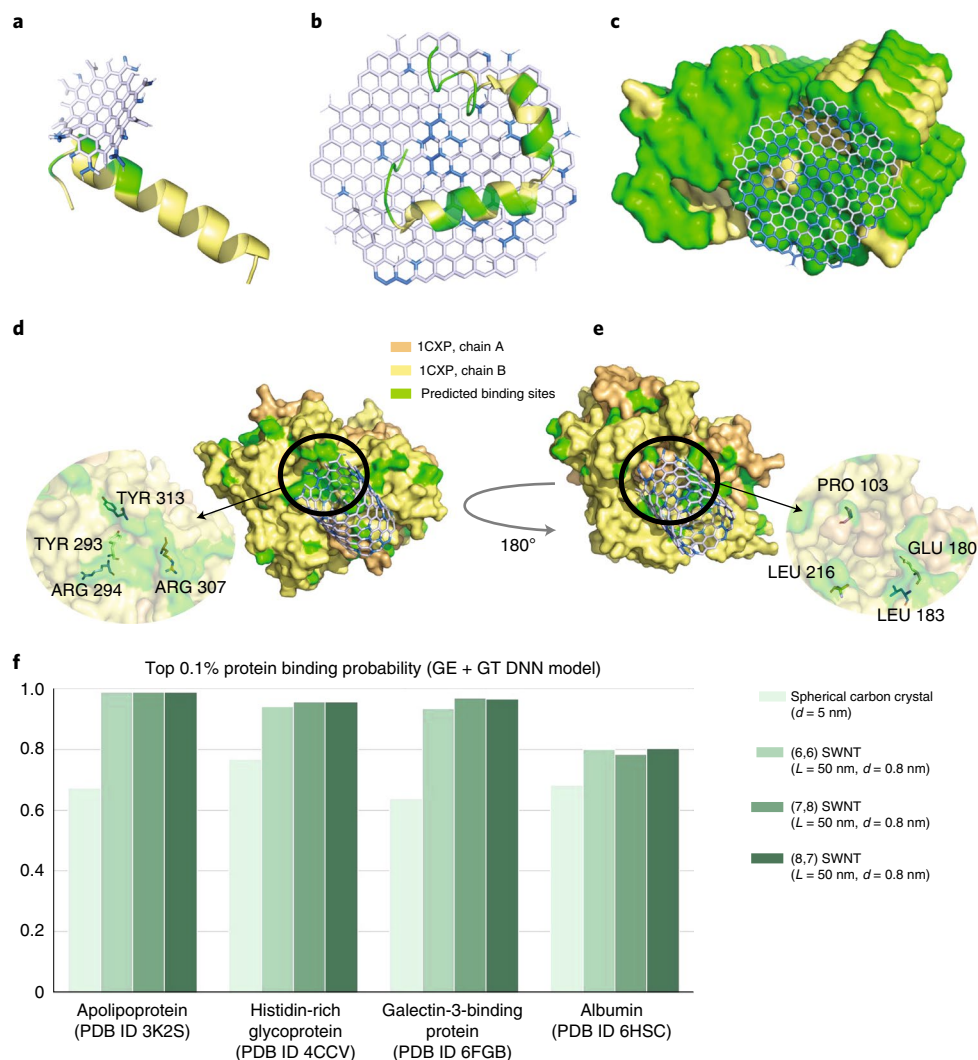 a
b
c
d
e
1CXP, chain A
1CXP, chain B
Predicted binding sites
TYR 313
TYR 293
ARG 294
ARG 307
180°
PRO 103
GLU 180
LEU 216
LEU 183
f
Top 0.1% protein binding probability (GE + GT DNN model)
1.0
0.8
0.6
0.4
0.2
0
Apolipoprotein
(PDB ID 3K2S)
Histidin-rich
glycoprotein
(PDB ID 4CCV)
Galectin-3-binding
protein
(PDB ID 6FGB)
Albumin
(PDB ID 6HSC)
Spherical carbon crystal
(d = 5 nm)
(6,6) SWNT
(L = 50 nm, d = 0.8 nm)
(7,8) SWNT
(L = 50 nm, d = 0.8 nm)
(8,7) SWNT
(L = 50 nm, d = 0.8 nm)